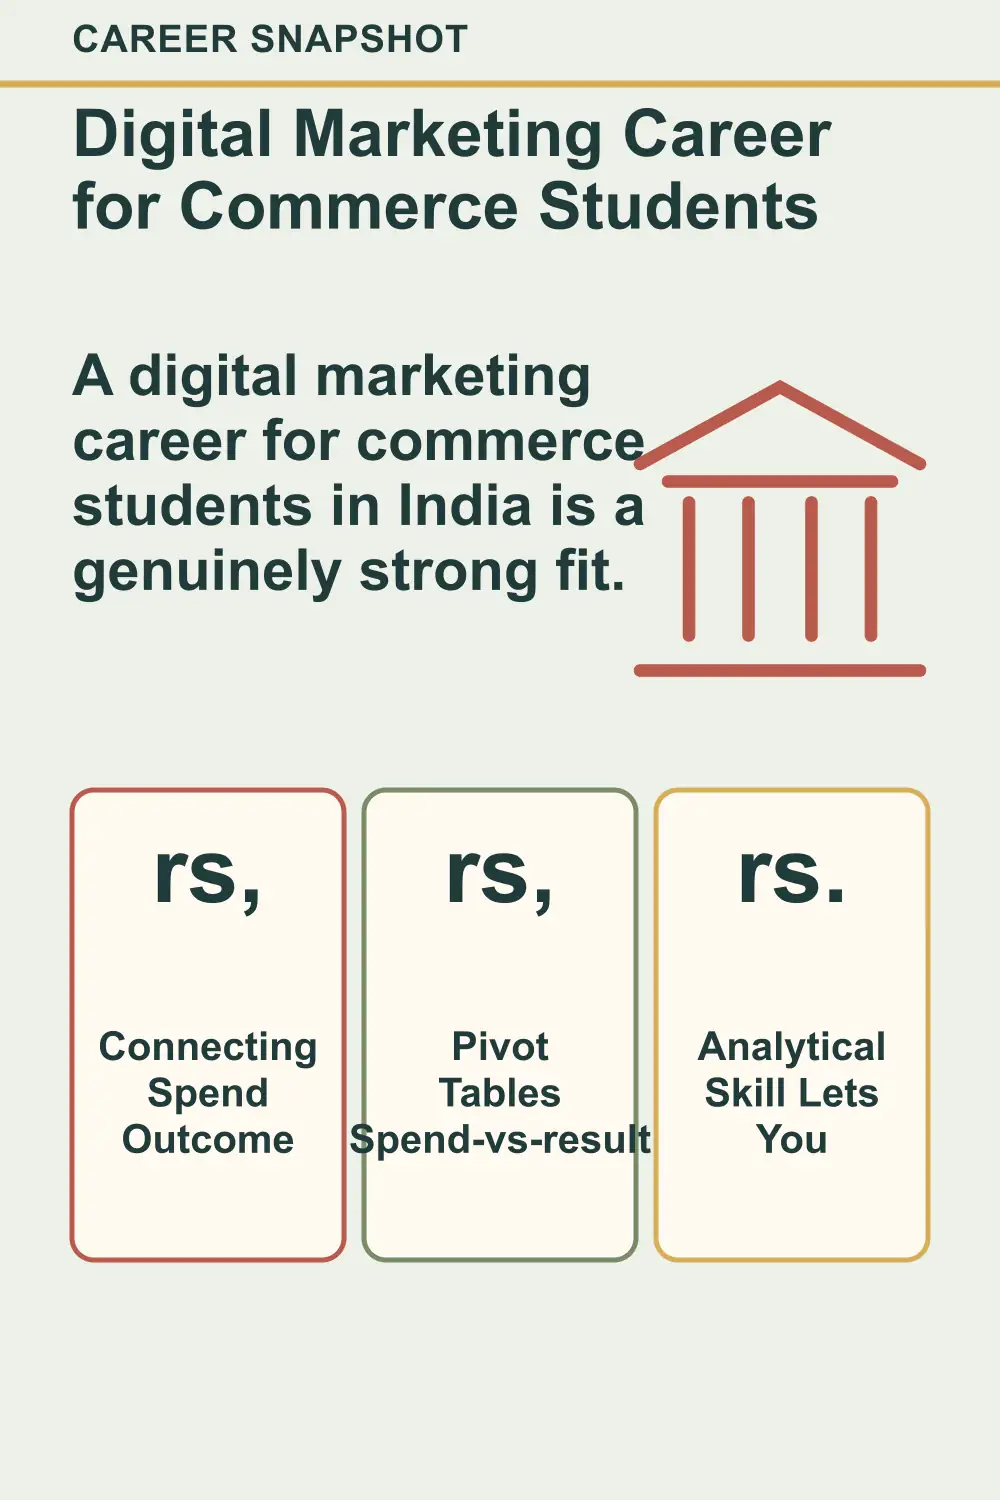 CAREER SNAPSHOT
Digital Marketing Career
for Commerce Students
A digital marketing
career for commerce
students in India is a
genuinely strong fit.
rs,
Connecting
Spend
Outcome
rs,
Pivot
Tables
Spend-vs-result
rs.
Analytical
Skill Lets
You